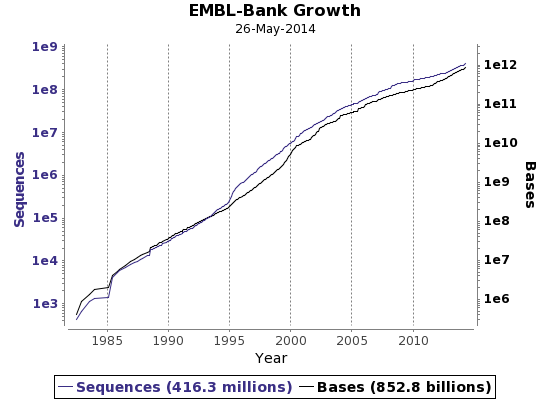 EMBL-Bank Growth
26-May-2014
1e9
1e8
1e7
1e6
1e5
1e4
1e3
Sequences
1e12
1e11
1e10
1e9
1e8
1e7
1e6
Bases
1985 1990 1995 2000 2005 2010
Year
Sequences (416.3 millions) Bases (852.8 billions)